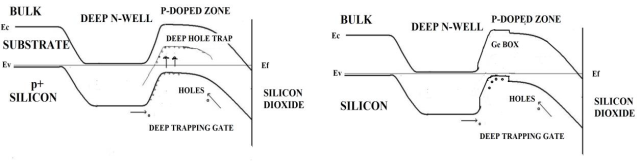 BULK
DEEP N-WELL
P-DOPED ZONE
Ec
DEEP HOLE TRAP
SUBSTRATE
Ev
Ef
p+
SILICON
HOLES
SILICON
DIOXIDE
DEEP TRAPPING GATE
BULK
DEEP N-WELL
P-DOPED ZONE
Ec
Ge BOX
Ev
Ef
SILICON
HOLES
SILICON
DIOXIDE
DEEP TRAPPING GATE